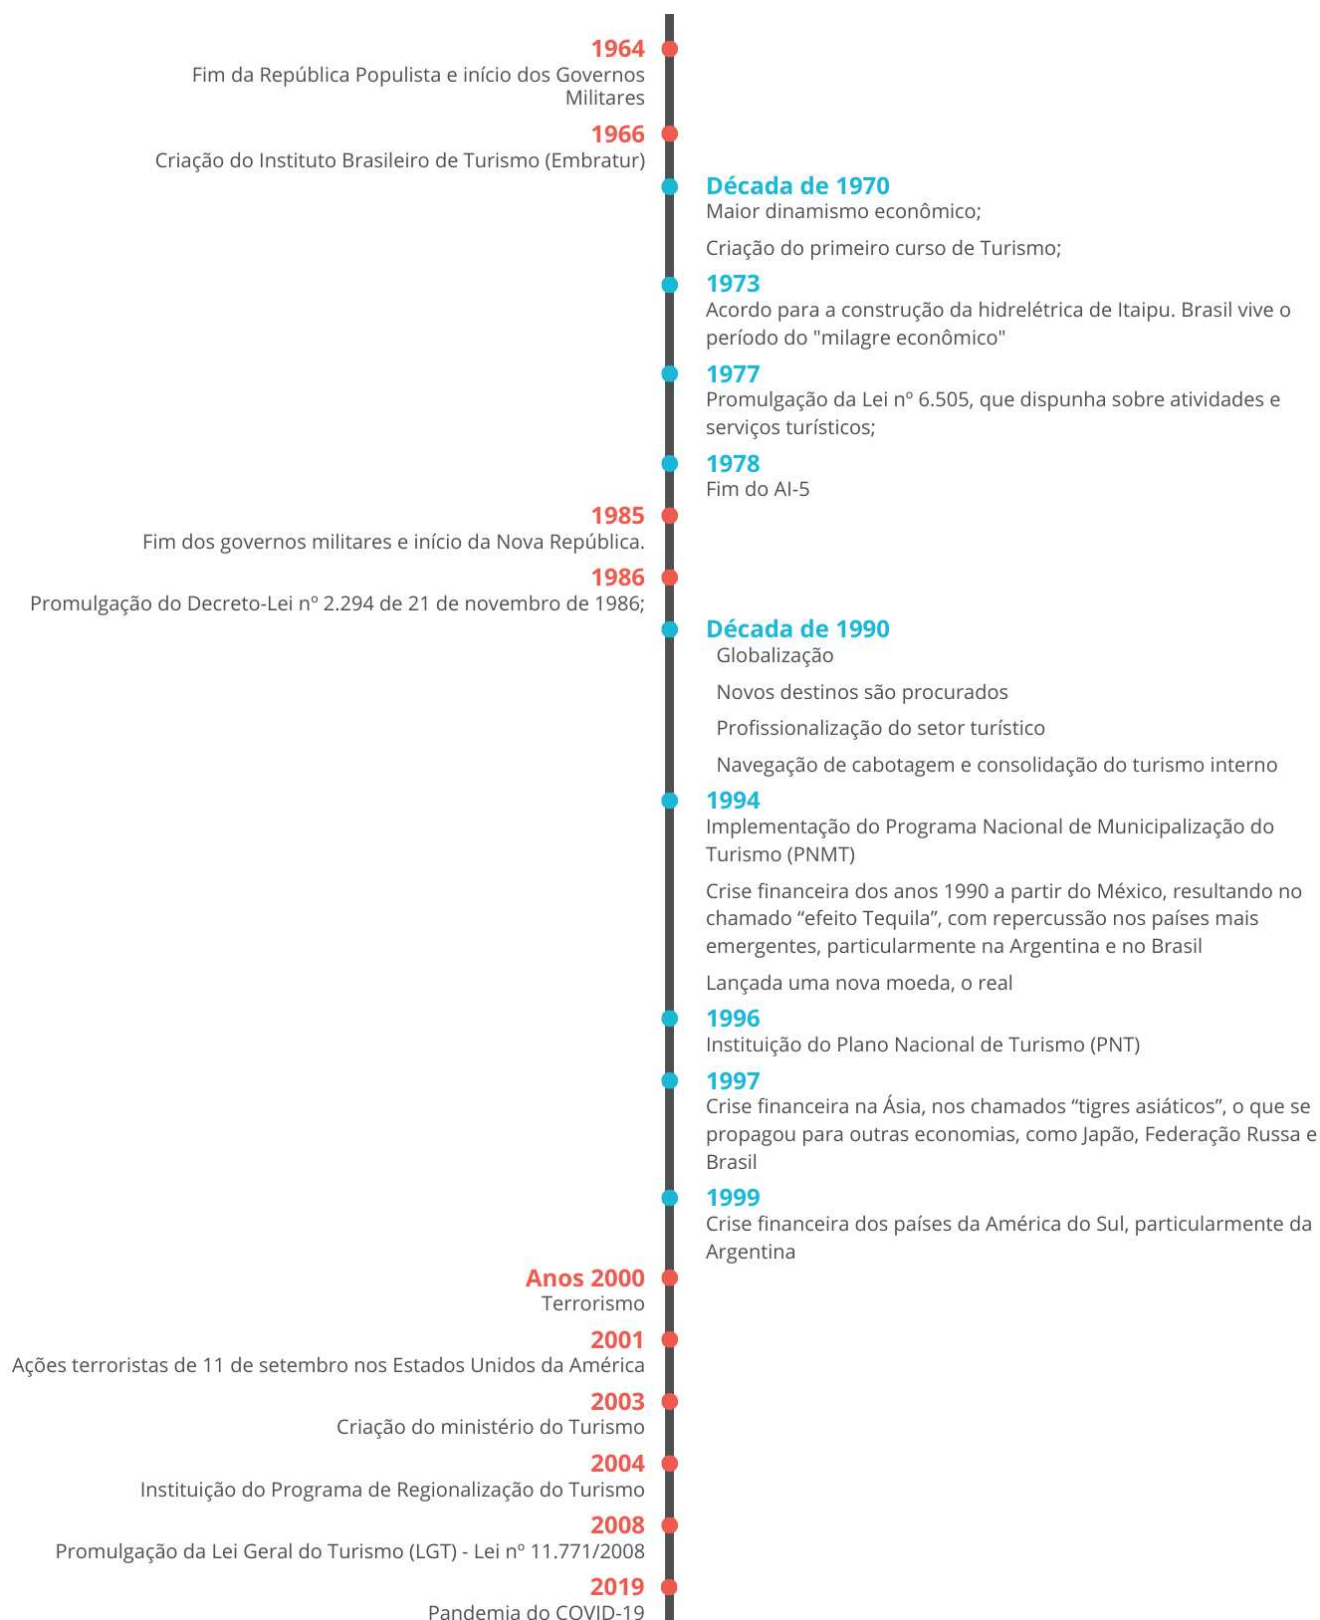 1964
Fim da República Populista e início dos Governos
Militares
1966
Criação do Instituto Brasileiro de Turismo (Embratur)
Década de 1970
Maior dinamismo econômico;
Criação do primeiro curso de Turismo;
1973
Acordo para a construção da hidrelétrica de Itaipu. Brasil vive o
período do "milagre econômico"
1977
Promulgação da Lei nº 6.505, que dispunha sobre atividades e
serviços turísticos;
1978
Fim do AI-5
1985
Fim dos governos militares e início da Nova República.
1986
Promulgação do Decreto-Lei nº 2.294 de 21 de novembro de 1986;
Década de 1990
Globalização
Novos destinos são procurados
Profissionalização do setor turístico
Navegação de cabotagem e consolidação do turismo interno
1994
Implementação do Programa Nacional de Municipalização do
Turismo (PNMT)
Crise financeira dos anos 1990 a partir do México, resultando no
chamado “efeito Tequila”, com repercussão nos países mais
emergentes, particularmente na Argentina e no Brasil
Lançada uma nova moeda, o real
1996
Instituição do Plano Nacional de Turismo (PNT)
1997
Crise financeira na Ásia, nos chamados “tigres asiáticos”, o que se
propagou para outras economias, como Japão, Federação Russa e
Brasil
1999
Crise financeira dos países da América do Sul, particularmente da
Argentina
Anos 2000
Terrorismo
2001
Ações terroristas de 11 de setembro nos Estados Unidos da América
2003
Criação do ministério do Turismo
2004
Instituição do Programa de Regionalização do Turismo
2008
Promulgação da Lei Geral do Turismo (LGT) - Lei nº 11.771/2008
2019
Pandemia do COVID-19